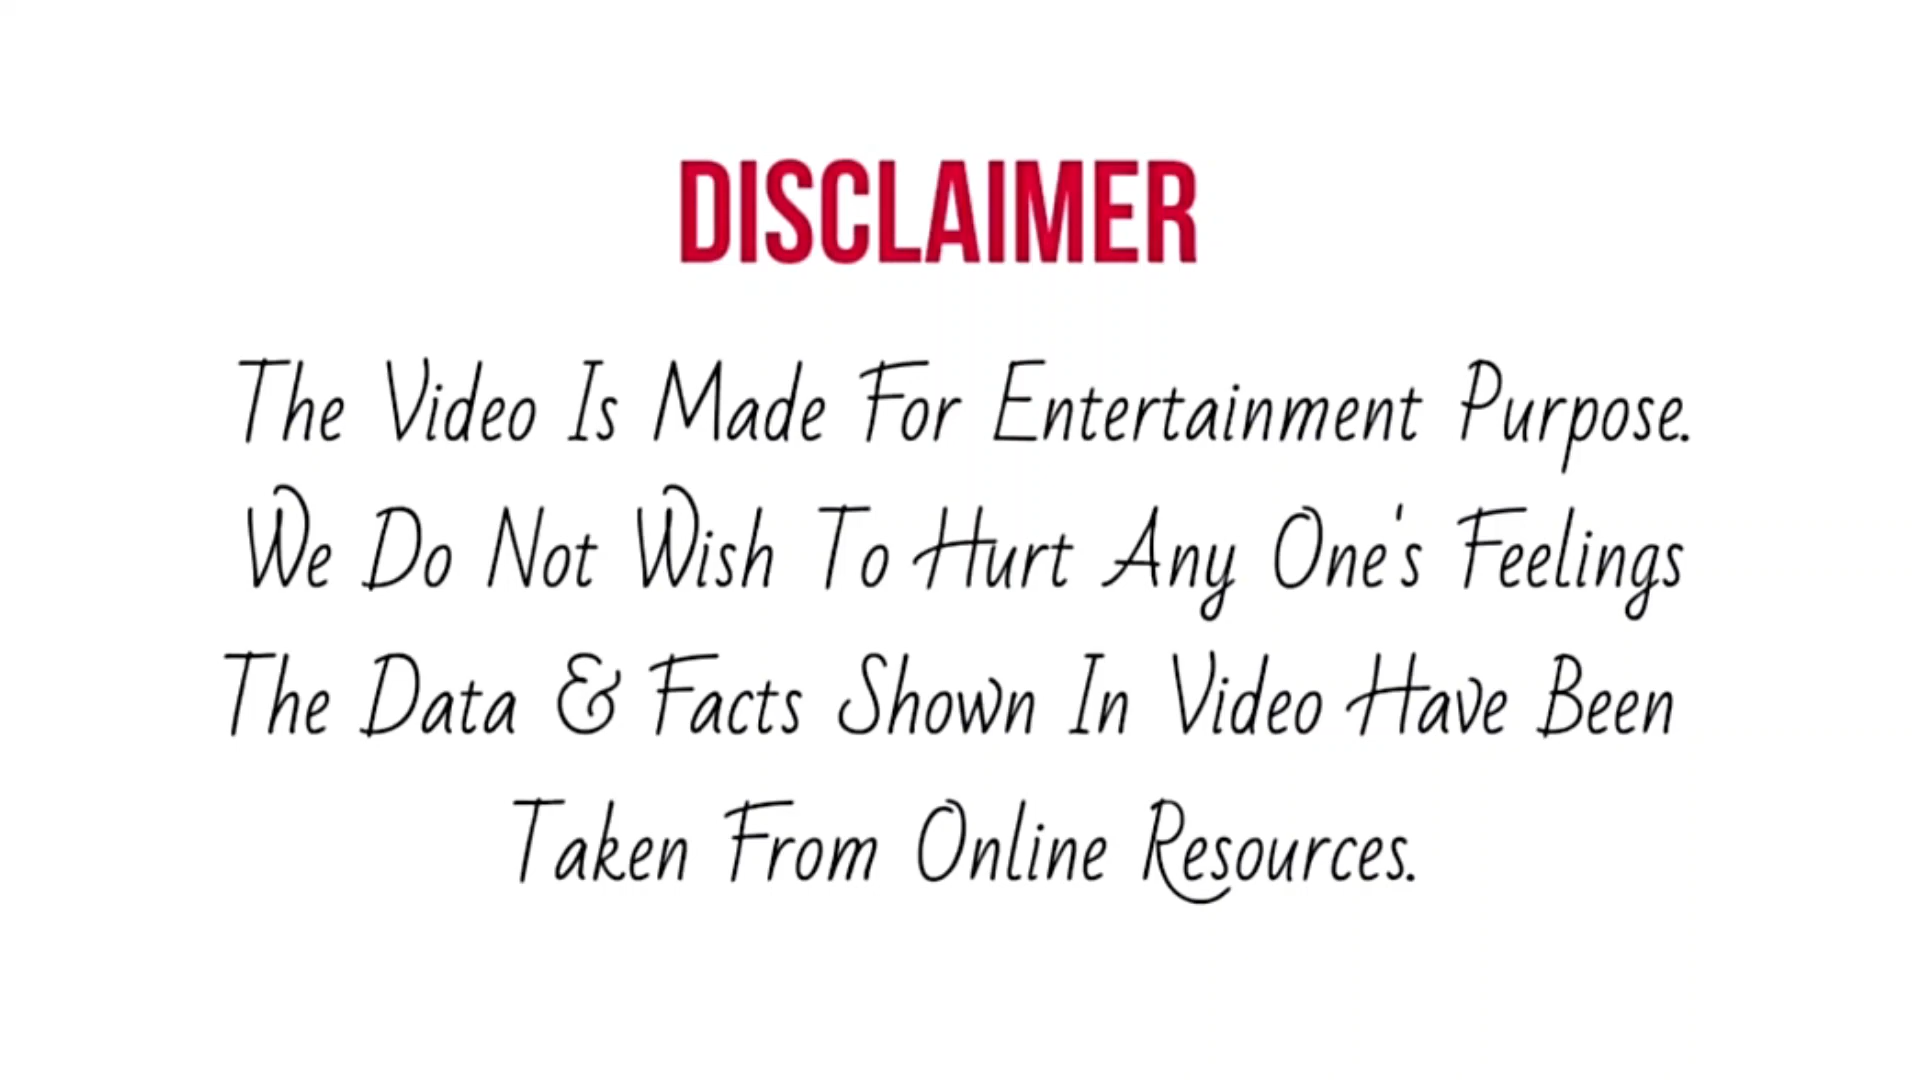 DISCLAIMER
The Video Is Made For Entertainment Purpose.
We Do Not Wish To Hurt Any One's Feelings
The Data & Facts Shown In Video Have Been
Taken From Online Resources.